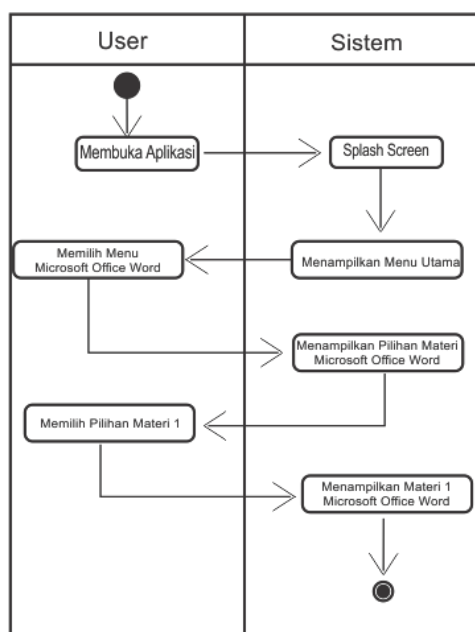 User
Sistem
Membuka Aplikasi
Splash Screen
Menampilkan Menu Utama
Memilih Menu
Microsoft Office Word
Menampilkan Pilihan Materi
Microsoft Office Word
Memilih Pilihan Materi 1
Menampilkan Materi 1
Microsoft Office Word